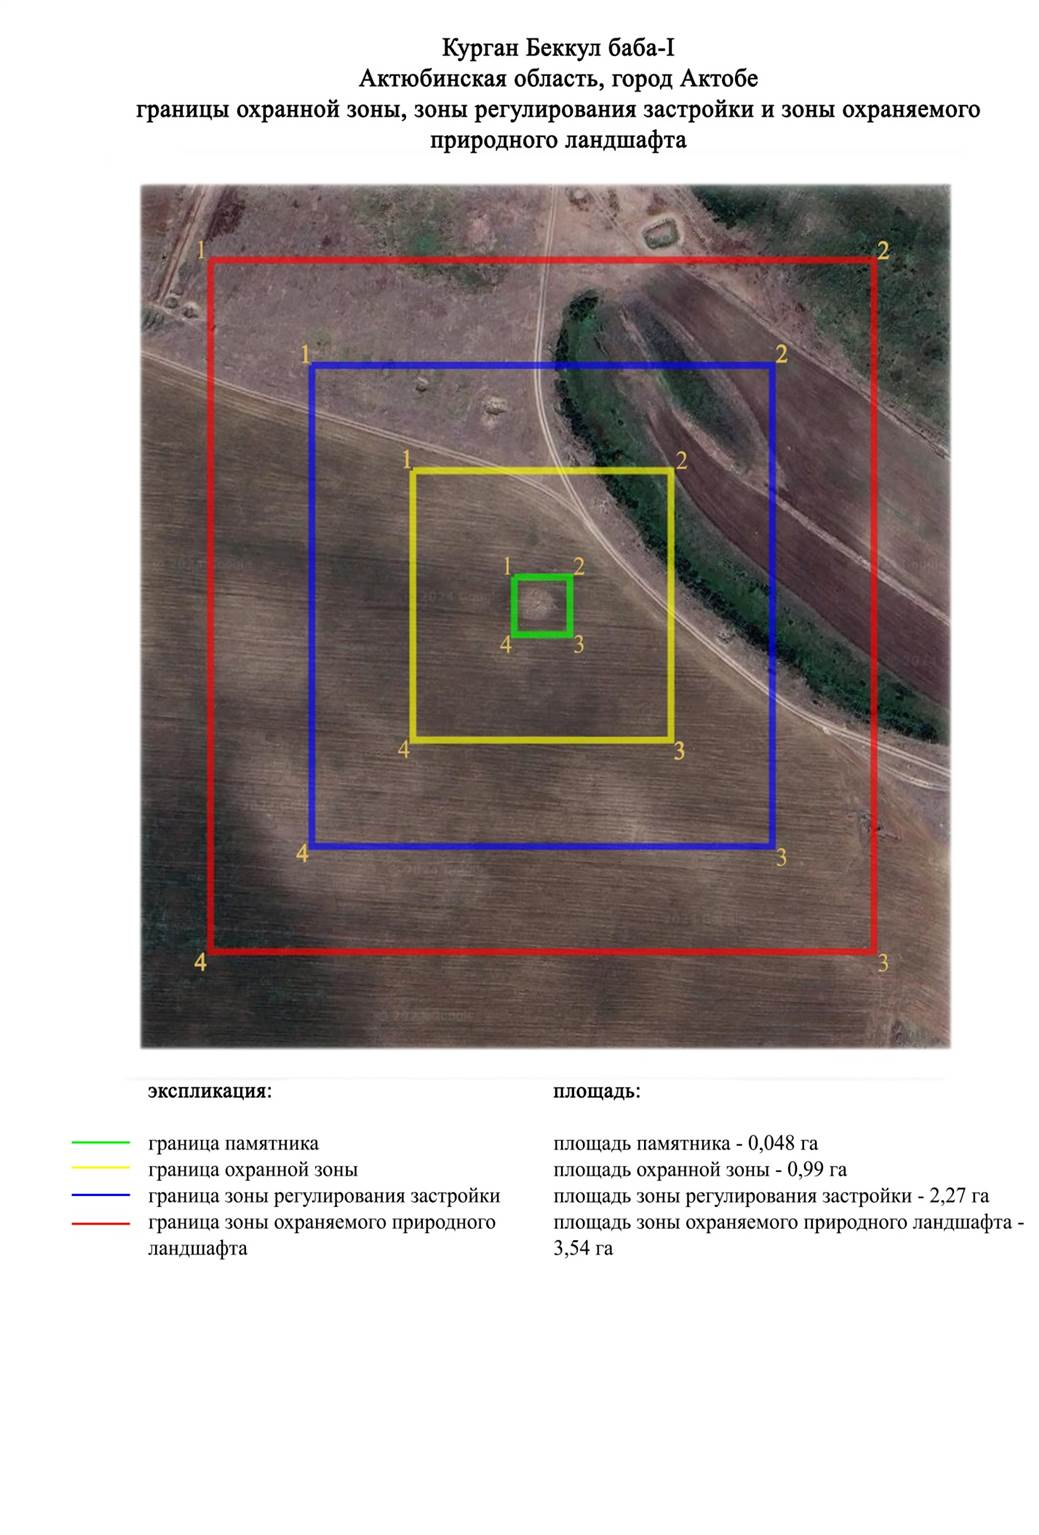 Курган Беккул баба-I
Актюбинская область, город Актобе
границы охранной зоны, зоны регулирования застройки и зоны охраняемого
природного ландшафта
1
2
1
2
1
2
1
2
4
3
4
3
4
3
4
3
экспликация:
площадь:
граница памятника
площадь памятника - 0,048 га
граница охранной зоны
площадь охранной зоны - 0,99 га
граница зоны регулирования застройки
площадь зоны регулирования застройки - 2,27 га
граница зоны охраняемого природного
площадь зоны охраняемого природного ландшафта -
ландшафта
3,54 га